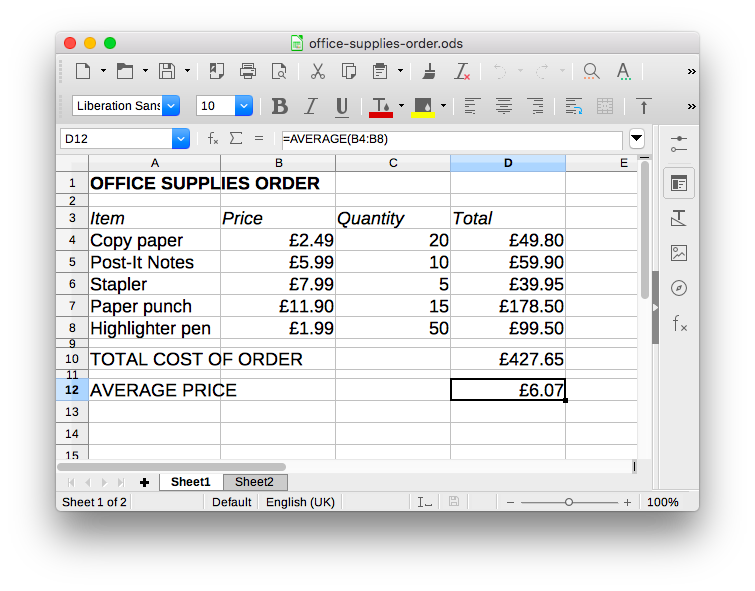 office-supplies-order.ods
Liberation Sans 10 B I U T A
D12 fx Σ = =AVERAGE(B4:B8)
A B C D E
1 OFFICE SUPPLIES ORDER
2
3 Item Price Quantity Total
4 Copy paper £2.49 20 £49.80
5 Post-It Notes £5.99 10 £59.90
6 Stapler £7.99 5 £39.95
7 Paper punch £11.90 15 £178.50
8 Highlighter pen £1.99 50 £99.50
9
10 TOTAL COST OF ORDER £427.65
11
12 AVERAGE PRICE £6.07
13
14
15
Sheet1 Sheet2
Sheet 1 of 2 Default English (UK) 100%